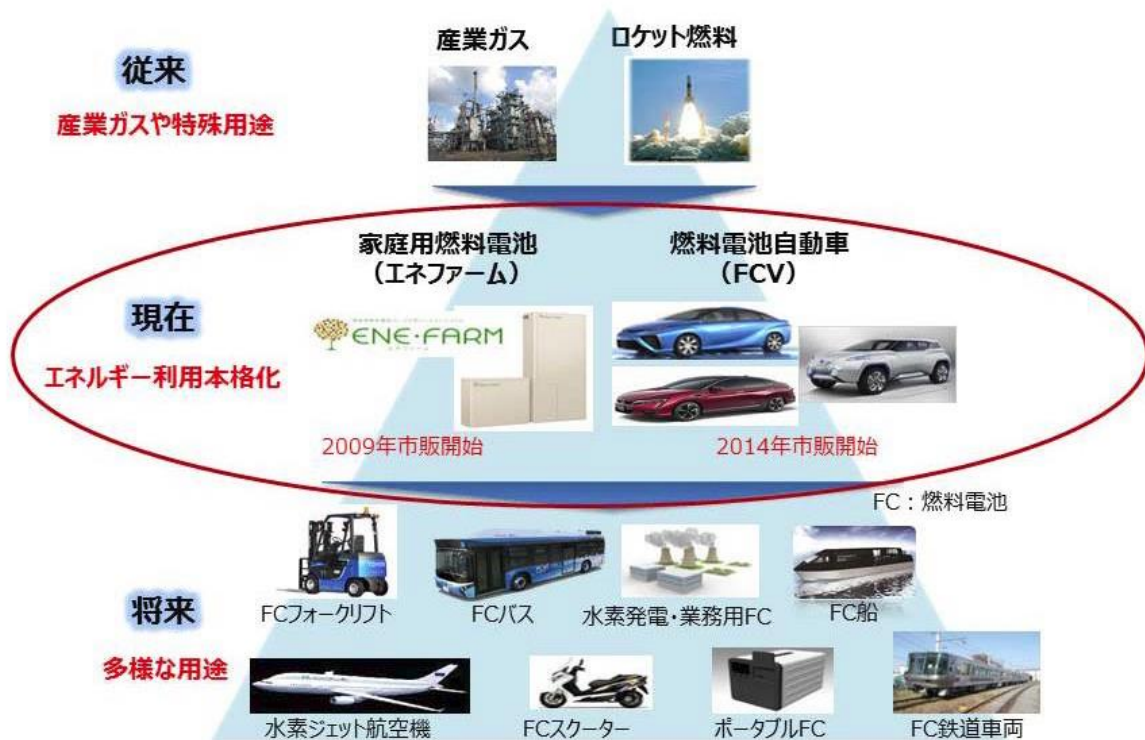 産業ガス
ロケット燃料
従来
産業ガスや特殊用途
家庭用燃料電池
（エネファーム）
燃料電池自動車
（FCV）
現在
エネルギー利用本格化
ENE・FARM
2009年市販開始
2014年市販開始
FC：燃料電池
将来
多様な用途
FCフォークリフト
FCバス
水素発電・業務用FC
FC船
水素ジェット航空機
FCスクーター
ポータブルFC
FC鉄道車両